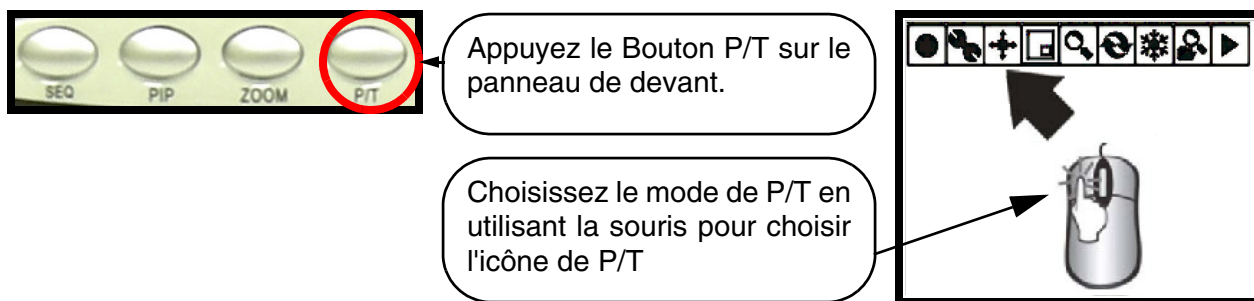 SEQ PIP ZOOM P/T
Appuyez le Bouton P/T sur le
panneau de devant.
Choisissez le mode de P/T en
utilisant la souris pour choisir
l'icône de P/T